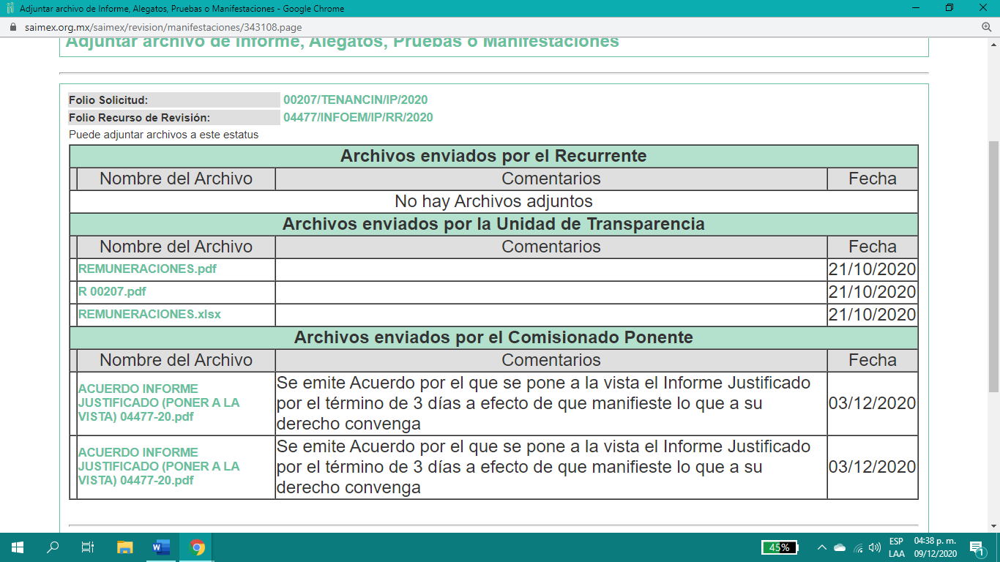 Adjuntar archivo de Informe, Alegatos, Pruebas o Manifestaciones - Google Chrome
saimex.org.mx/saimex/revision/manifestaciones/343108.page
Adjuntar archivo de Informe, Alegatos, Pruebas o Manifestaciones
Folio Solicitud: 00207/TENANCIN/IP/2020
Folio Recurso de Revisión: 04477/INFOEM/IP/RR/2020
Puede adjuntar archivos a este estatus
Archivos enviados por el Recurrente
Nombre del Archivo Comentarios Fecha
No hay Archivos adjuntos
Archivos enviados por la Unidad de Transparencia
Nombre del Archivo Comentarios Fecha
REMUNERACIONES.pdf 21/10/2020
R 00207.pdf 21/10/2020
REMUNERACIONES.xlsx 21/10/2020
Archivos enviados por el Comisionado Ponente
Nombre del Archivo Comentarios Fecha
ACUERDO INFORME
JUSTIFICADO (PONER A LA
VISTA) 04477-20.pdf
Se emite Acuerdo por el que se pone a la vista el Informe Justificado
por el término de 3 días a efecto de que manifieste lo que a su
derecho convenga
03/12/2020
ACUERDO INFORME
JUSTIFICADO (PONER A LA
VISTA) 04477-20.pdf
Se emite Acuerdo por el que se pone a la vista el Informe Justificado
por el término de 3 días a efecto de que manifieste lo que a su
derecho convenga
03/12/2020
45%
ESP
LAA
04:38 p. m.
09/12/2020
1